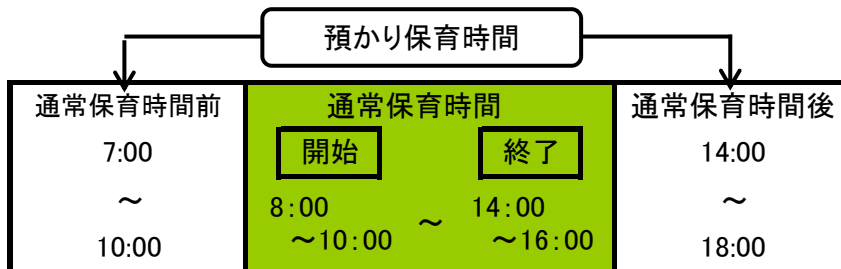 預かり保育時間
通常保育時間前
7:00
～
10:00
通常保育時間
開始
終了
8:00
～10:00
～
14:00
～16:00
通常保育時間後
14:00
～
18:00